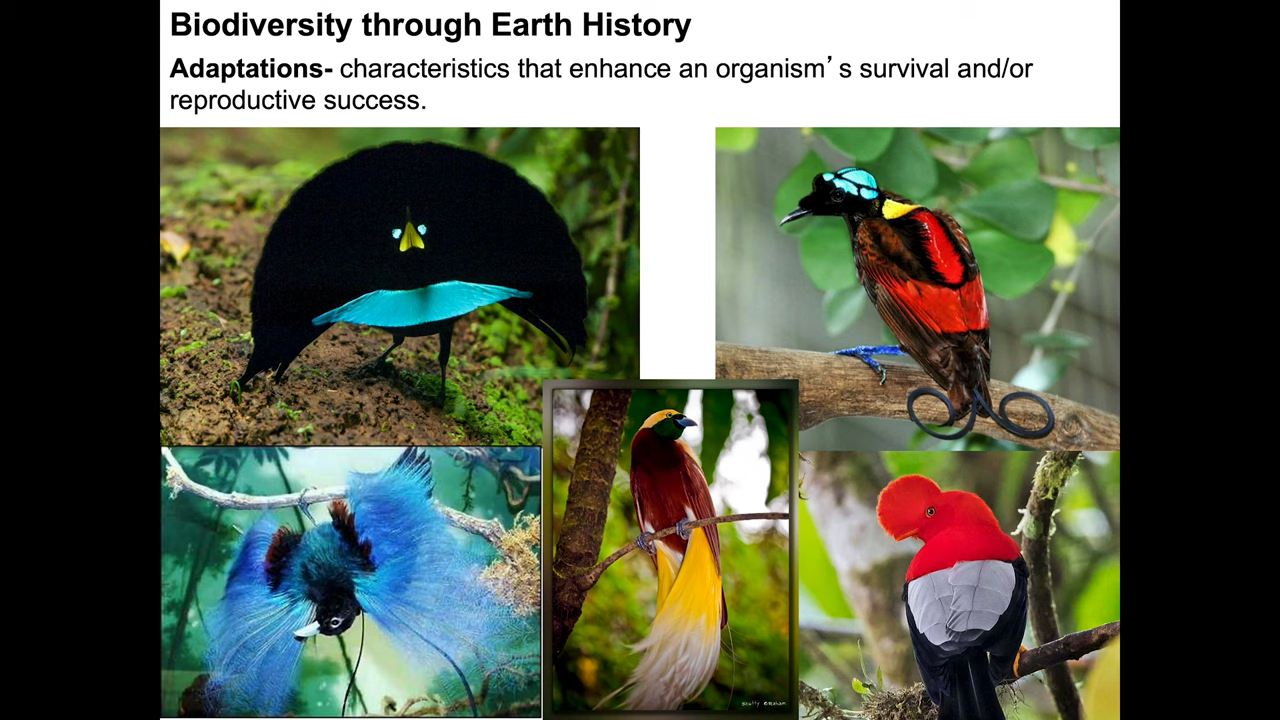 Biodiversity through Earth History
Adaptations- characteristics that enhance an organism’ s survival and/or
reproductive success.